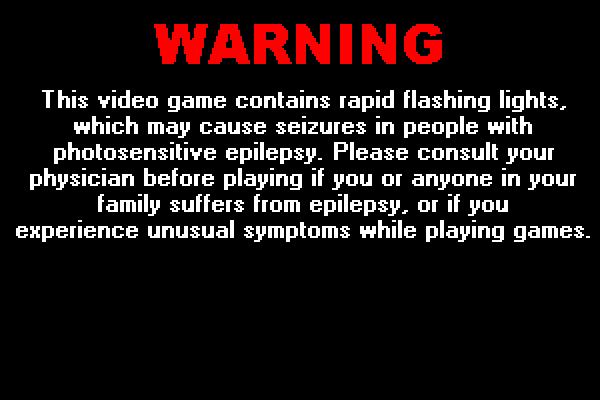 WARNING
This video game contains rapid flashing lights,
which may cause seizures in people with
photosensitive epilepsy. Please consult your
physician before playing if you or anyone in your
family suffers from epilepsy, or if you
experience unusual symptoms while playing games.